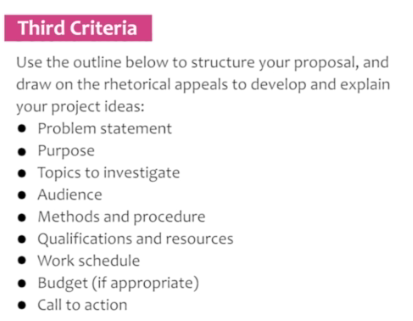 Third Criteria
Use the outline below to structure your proposal, and
draw on the rhetorical appeals to develop and explain
your project ideas:
● Problem statement
● Purpose
● Topics to investigate
● Audience
● Methods and procedure
● Qualifications and resources
● Work schedule
● Budget (if appropriate)
● Call to action